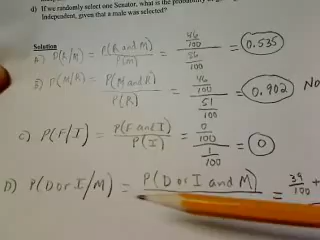 d) If we randomly select one Senator, what is the probability of
Independent, given that a male was selected?
Solution
A) P(R/M) = P(R and M) / P(M) = 46/100 / 86/100 = 0.535
B) P(M/R) = P(M and R) / P(R) = 46/100 / 51/100 = 0.902 No
C) P(F/I) = P(F and I) / P(I) = 0/100 / 1/100 = 0
D) P(D or I/M) = P(D or I and M) = 39/100 +